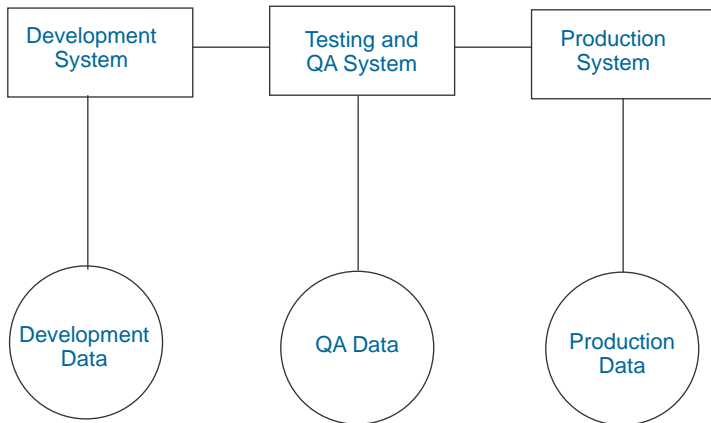 Development
System
Testing and
QA System
Production
System
Development
Data
QA Data
Production
Data